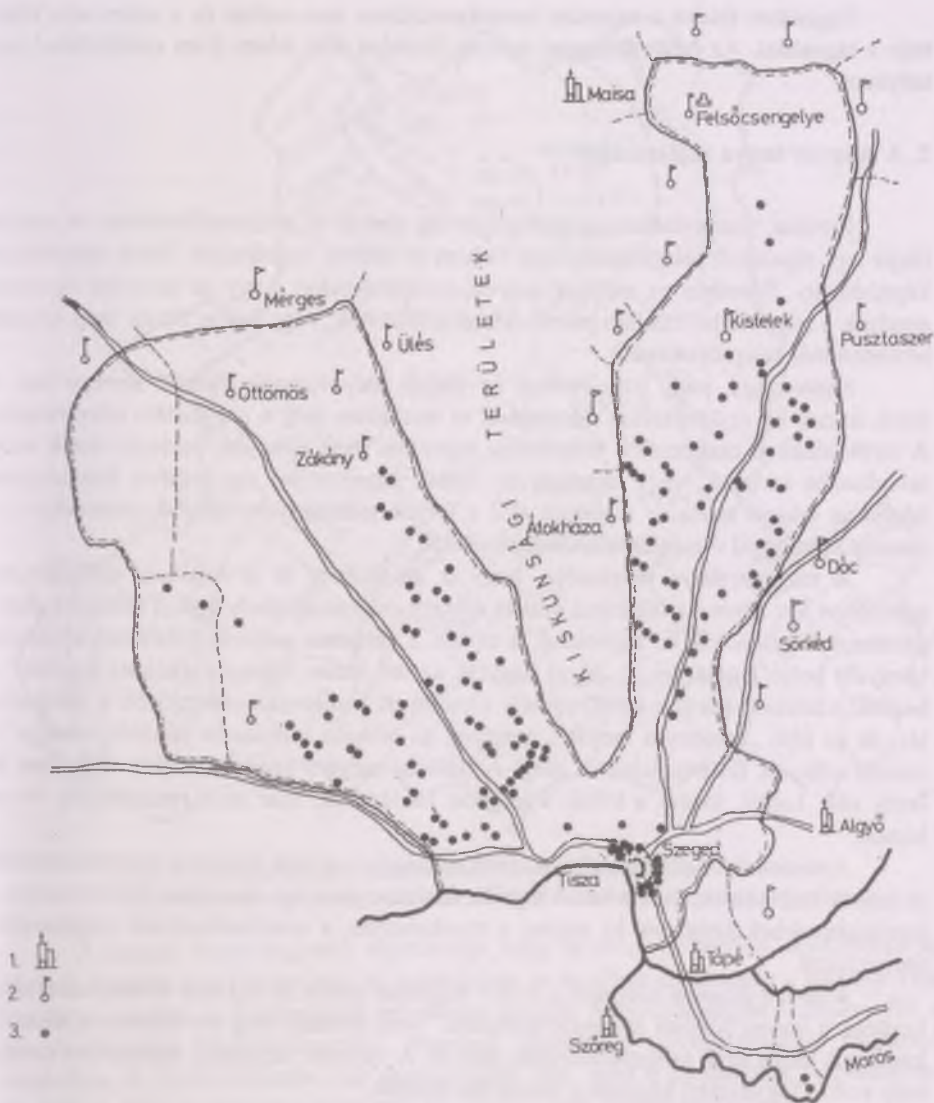 Maisa
Felsőcsengelye
Mérges
Ülés
Kistelek
Pusztaszer
Öttömös
Zákány
KISKUNSÁGI TERÜLETEK
Átokháza
Dóc
Sörkéd
Algyő
Szeged
Tisza
Tápé
Szőreg
Maros
1.
2.
3.